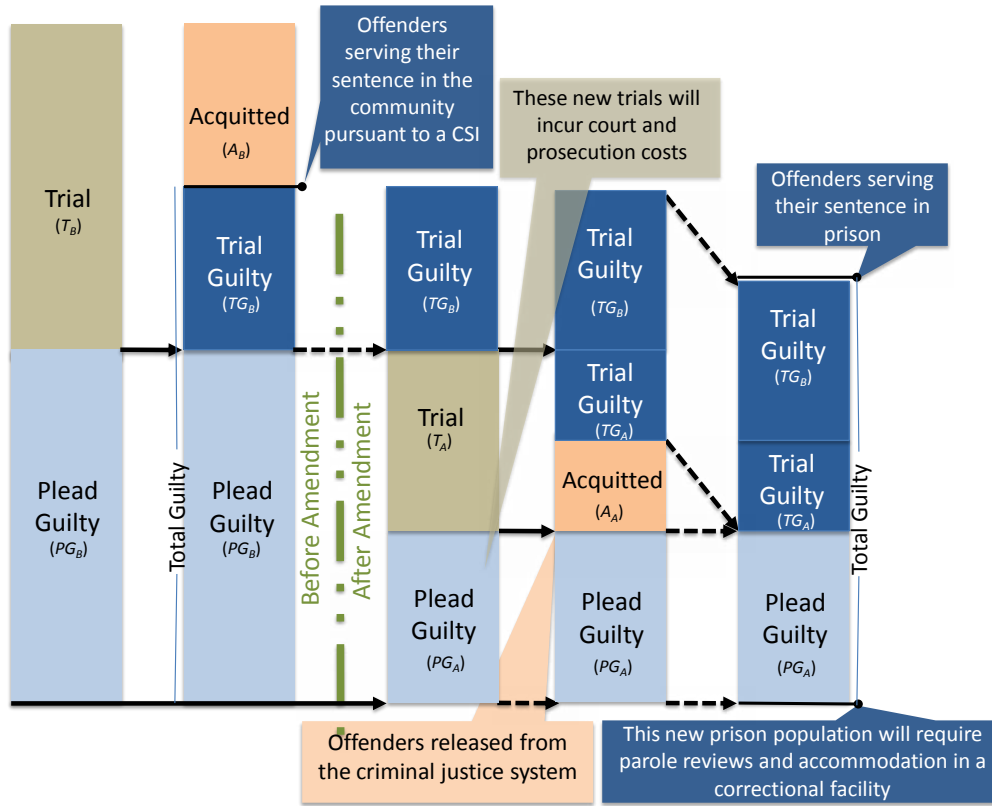 Trial
(T_B)
Plead
Guilty
(PG_B)
Total Guilty
Acquitted
(A_B)
Trial
Guilty
(TG_B)
Plead
Guilty
(PG_B)
Offenders
serving their
sentence in the
community
pursuant to a CSI
Before Amendment
After Amendment
Trial
Guilty
(TG_B)
Trial
(T_A)
Plead
Guilty
(PG_A)
These new trials will
incur court and
prosecution costs
Trial
Guilty
(TG_B)
Trial
Guilty
(TG_A)
Acquitted
(A_A)
Plead
Guilty
(PG_A)
Offenders serving
their sentence in
prison
Trial
Guilty
(TG_B)
Trial
Guilty
(TG_A)
Plead
Guilty
(PG_A)
Total Guilty
Offenders released from
the criminal justice system
This new prison population will require
parole reviews and accommodation in a
correctional facility